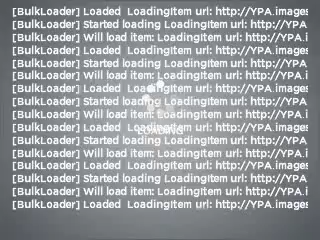 [BulkLoader] Loaded LoadingItem url: http://YPA.images
[BulkLoader] Started loading LoadingItem url: http://YPA
[BulkLoader] Will load item: LoadingItem url: http://YPA.i
[BulkLoader] Loaded LoadingItem url: http://YPA.images
[BulkLoader] Started loading LoadingItem url: http://YPA
[BulkLoader] Will load item: LoadingItem url: http://YPA.i
[BulkLoader] Loaded LoadingItem url: http://YPA.images
[BulkLoader] Started loading LoadingItem url: http://YPA
[BulkLoader] Will load item: LoadingItem url: http://YPA.i
[BulkLoader] Loaded LoadingItem url: http://YPA.images
LOADING
[BulkLoader] Started loading LoadingItem url: http://YPA
[BulkLoader] Will load item: LoadingItem url: http://YPA.i
[BulkLoader] Loaded LoadingItem url: http://YPA.images
[BulkLoader] Started loading LoadingItem url: http://YPA
[BulkLoader] Will load item: LoadingItem url: http://YPA.i
[BulkLoader] Loaded LoadingItem url: http://YPA.images